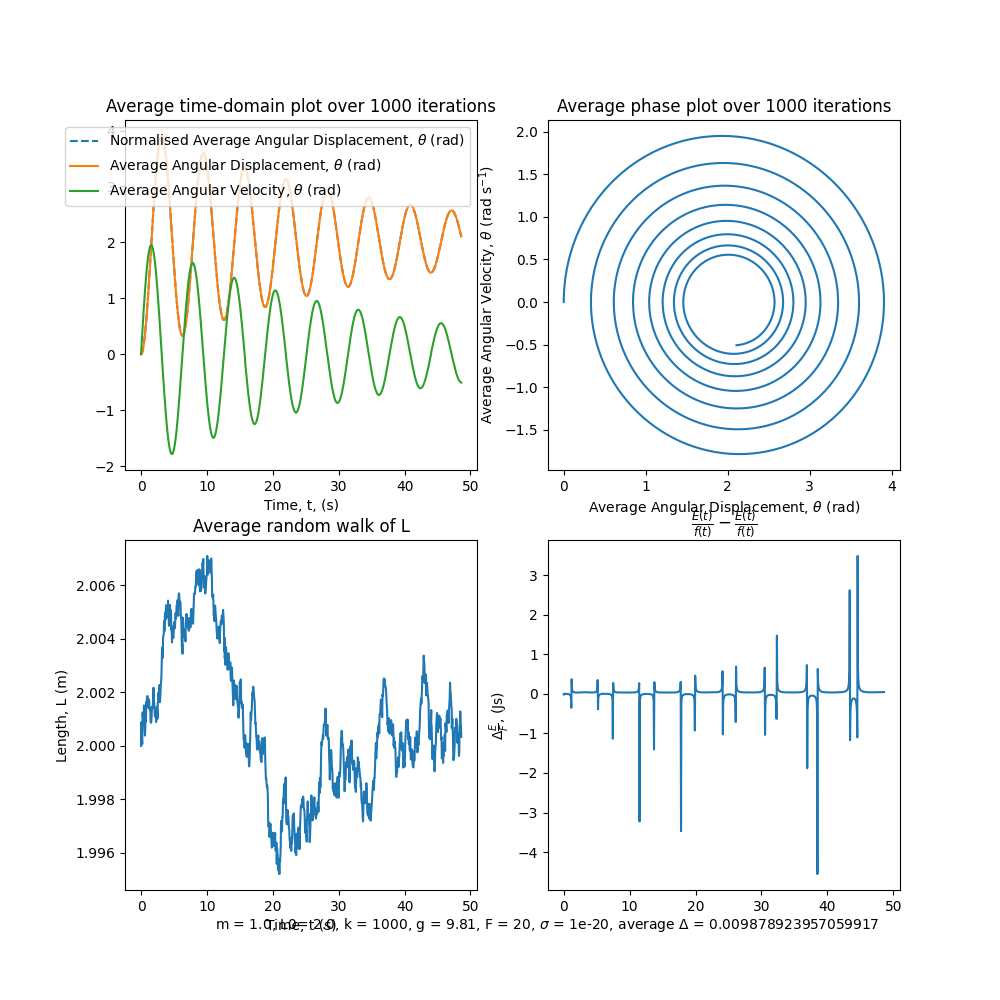 Average time-domain plot over 1000 iterations
Normalised Average Angular Displacement, θ (rad)
Average Angular Displacement, θ (rad)
Average Angular Velocity, θ̇ (rad)
4
3
2
1
0
−1
−2
0 10 20 30 40 50
Time, t, (s)
Average phase plot over 1000 iterations
Average Angular Velocity, θ̇ (rad s⁻¹)
2.0
1.5
1.0
0.5
0.0
−0.5
−1.0
−1.5
0 1 2 3 4
Average Angular Displacement, θ (rad)
Average random walk of L
Length, L (m)
2.006
2.004
2.002
2.000
1.998
1.996
0 10 20 30 40 50
Time, t (s)
E(t)/f(t) − E(t)/f(t)
Δ E/F, (Js)
3
2
1
0
−1
−2
−3
−4
0 10 20 30 40 50
m = 1.0, L0 = 2.0, k = 1000, g = 9.81, F = 20, σ = 1e-20, average Δ = 0.009878923957059917